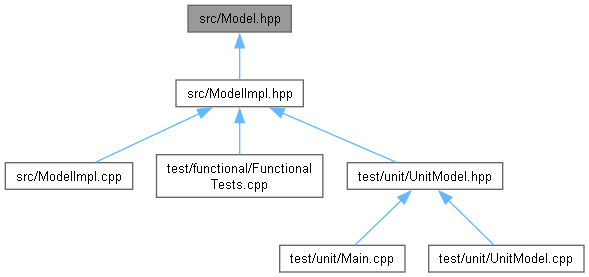 src/Model.hpp
src/ModelImpl.hpp
src/ModelImpl.cpp
test/functional/Functional
Tests.cpp
test/unit/UnitModel.hpp
test/unit/Main.cpp
test/unit/UnitModel.cpp